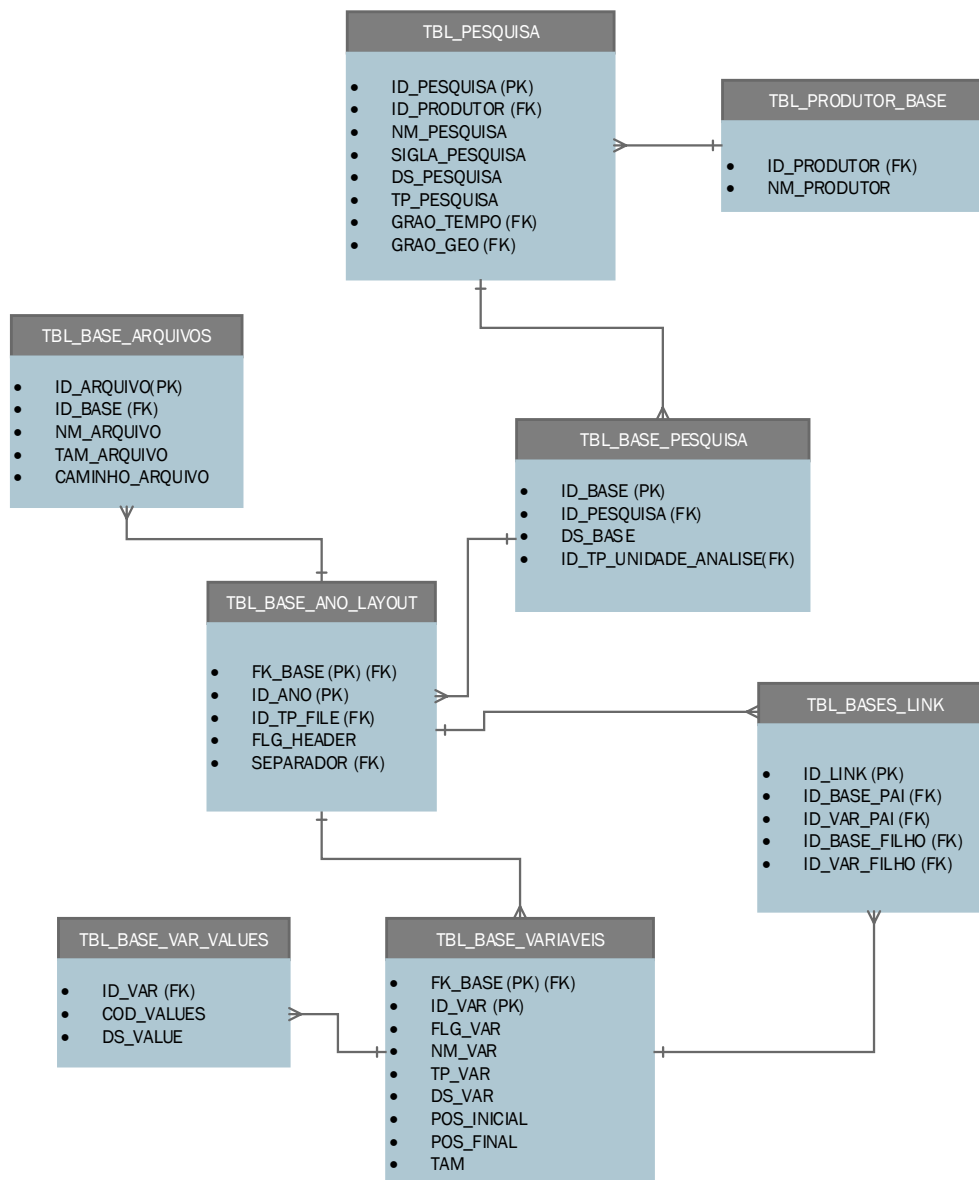 TBL_PESQUISA
ID_PESQUISA (PK)
ID_PRODUTOR (FK)
NM_PESQUISA
SIGLA_PESQUISA
DS_PESQUISA
TP_PESQUISA
GRAO_TEMPO (FK)
GRAO_GEO (FK)
TBL_PRODUTOR_BASE
ID_PRODUTOR (FK)
NM_PRODUTOR
TBL_BASE_ARQUIVOS
ID_ARQUIVO(PK)
ID_BASE (FK)
NM_ARQUIVO
TAM_ARQUIVO
CAMINHO_ARQUIVO
TBL_BASE_PESQUISA
ID_BASE (PK)
ID_PESQUISA (FK)
DS_BASE
ID_TP_UNIDADE_ANALISE(FK)
TBL_BASE_ANO_LAYOUT
FK_BASE (PK) (FK)
ID_ANO (PK)
ID_TP_FILE (FK)
FLG_HEADER
SEPARADOR (FK)
TBL_BASES_LINK
ID_LINK (PK)
ID_BASE_PAI (FK)
ID_VAR_PAI (FK)
ID_BASE_FILHO (FK)
ID_VAR_FILHO (FK)
TBL_BASE_VAR_VALUES
ID_VAR (FK)
COD_VALUES
DS_VALUE
TBL_BASE_VARIAVEIS
FK_BASE (PK) (FK)
ID_VAR (PK)
FLG_VAR
NM_VAR
TP_VAR
DS_VAR
POS_INICIAL
POS_FINAL
TAM